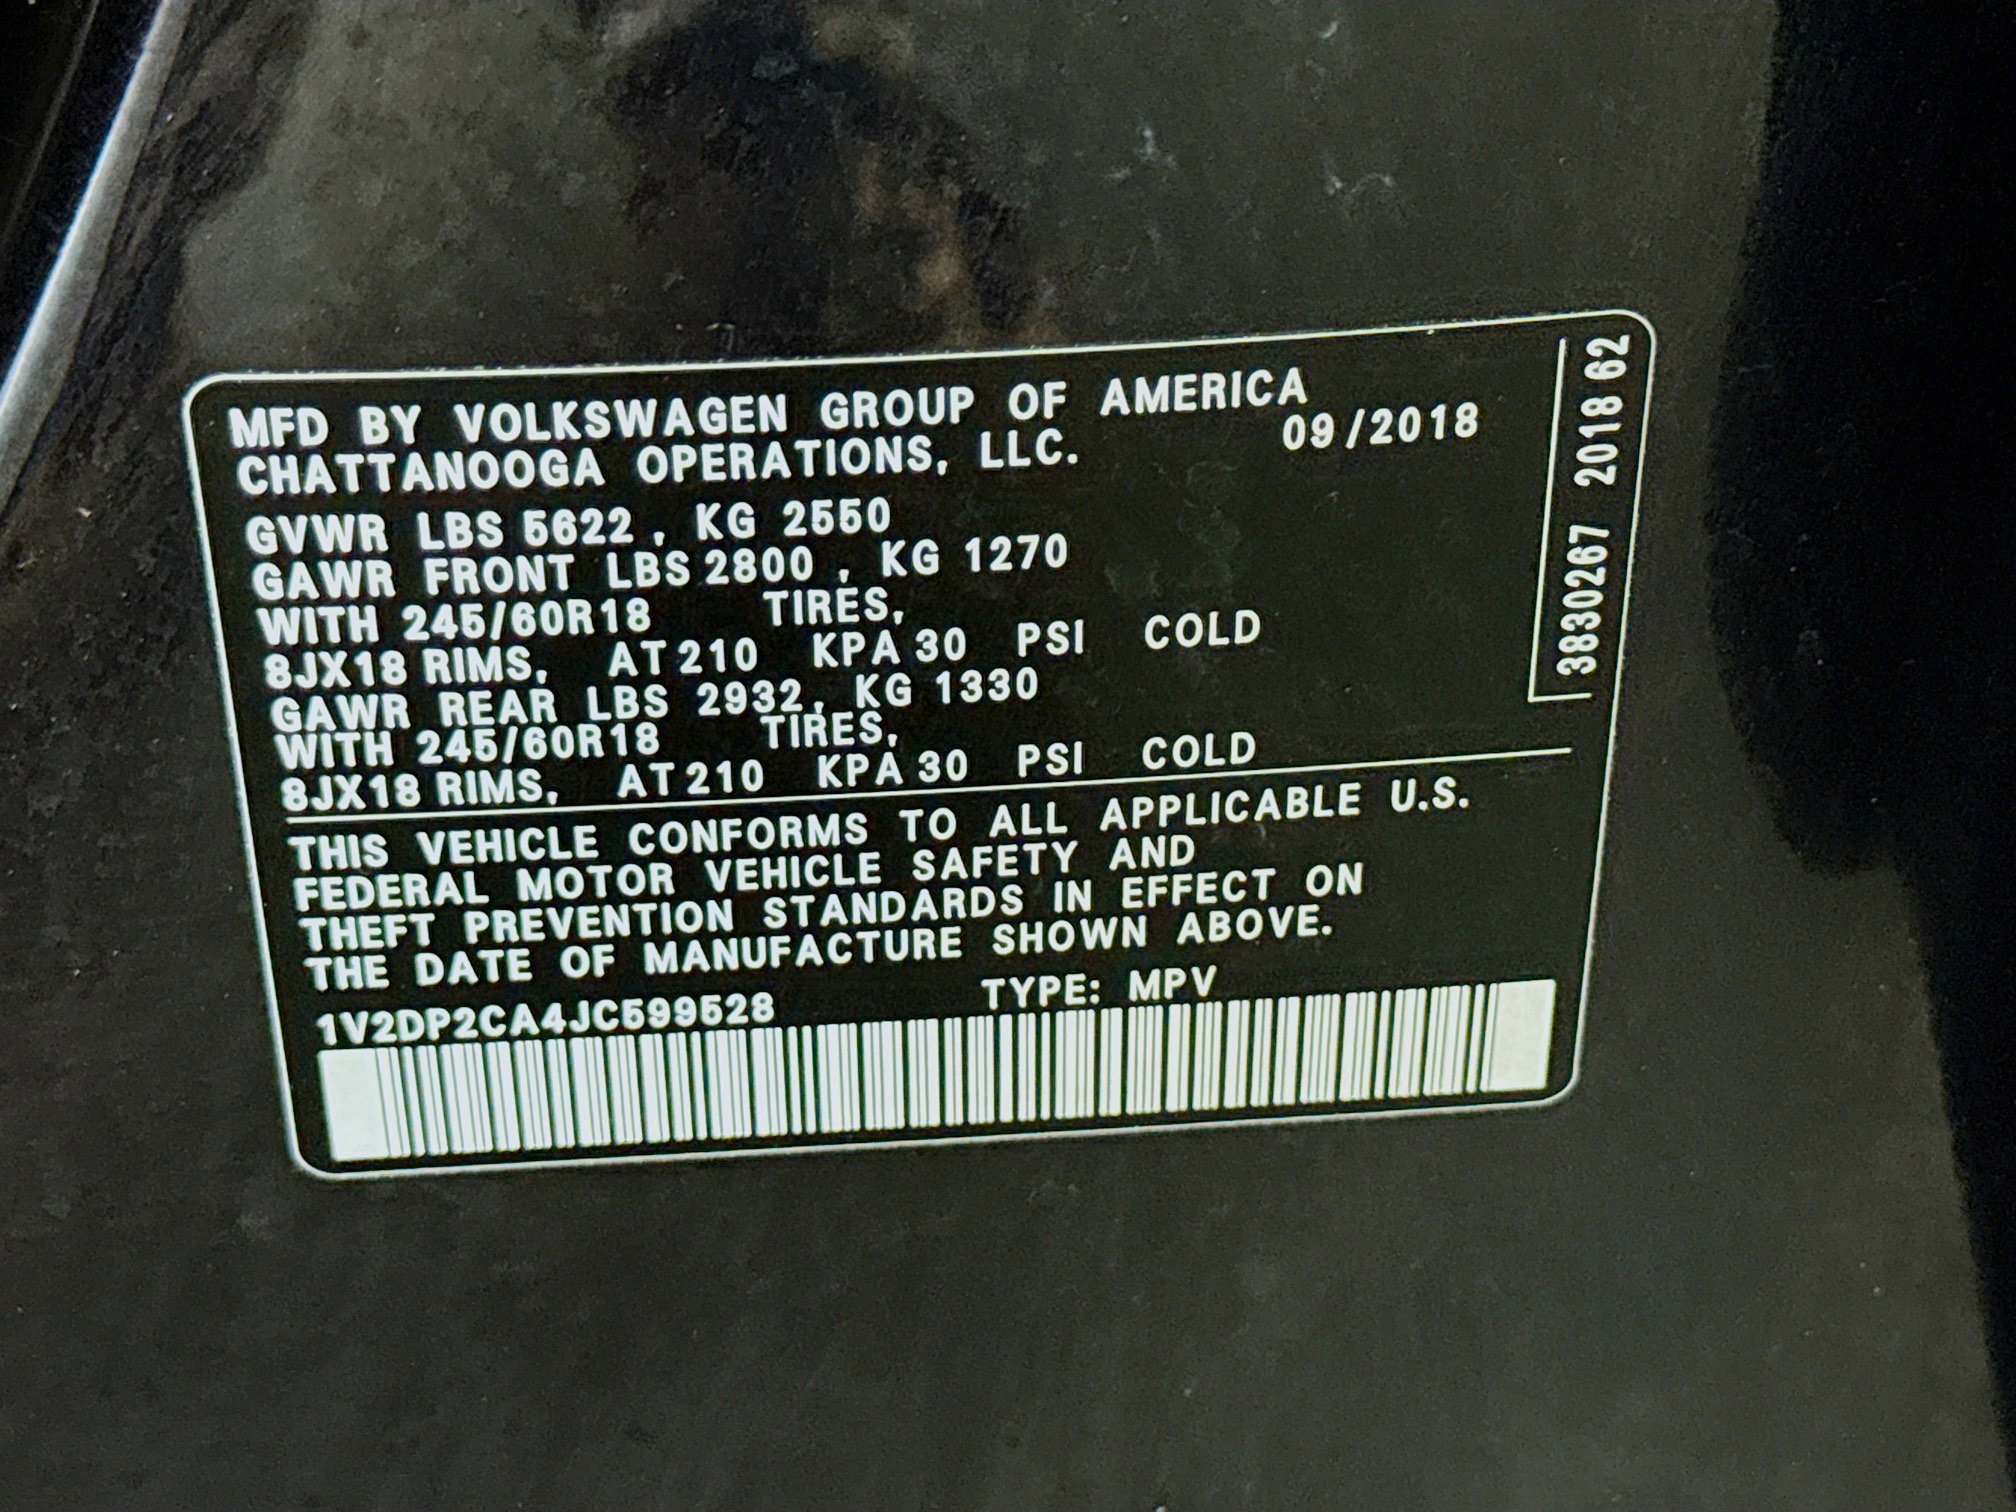 MFD BY VOLKSWAGEN GROUP OF AMERICA
CHATTANOOGA OPERATIONS, LLC. 09/2018
GVWR LBS 5622, KG 2550
GAWR FRONT LBS 2800, KG 1270
WITH 245/60R18 TIRES,
8JX18 RIMS, AT 210 KPA 30 PSI COLD
GAWR REAR LBS 2932, KG 1330
WITH 245/60R18 TIRES,
8JX18 RIMS, AT 210 KPA 30 PSI COLD
THIS VEHICLE CONFORMS TO ALL APPLICABLE U.S.
FEDERAL MOTOR VEHICLE SAFETY AND
THEFT PREVENTION STANDARDS IN EFFECT ON
THE DATE OF MANUFACTURE SHOWN ABOVE.
1V2DP2CA4JC599528 TYPE: MPV
3830267 2018 62